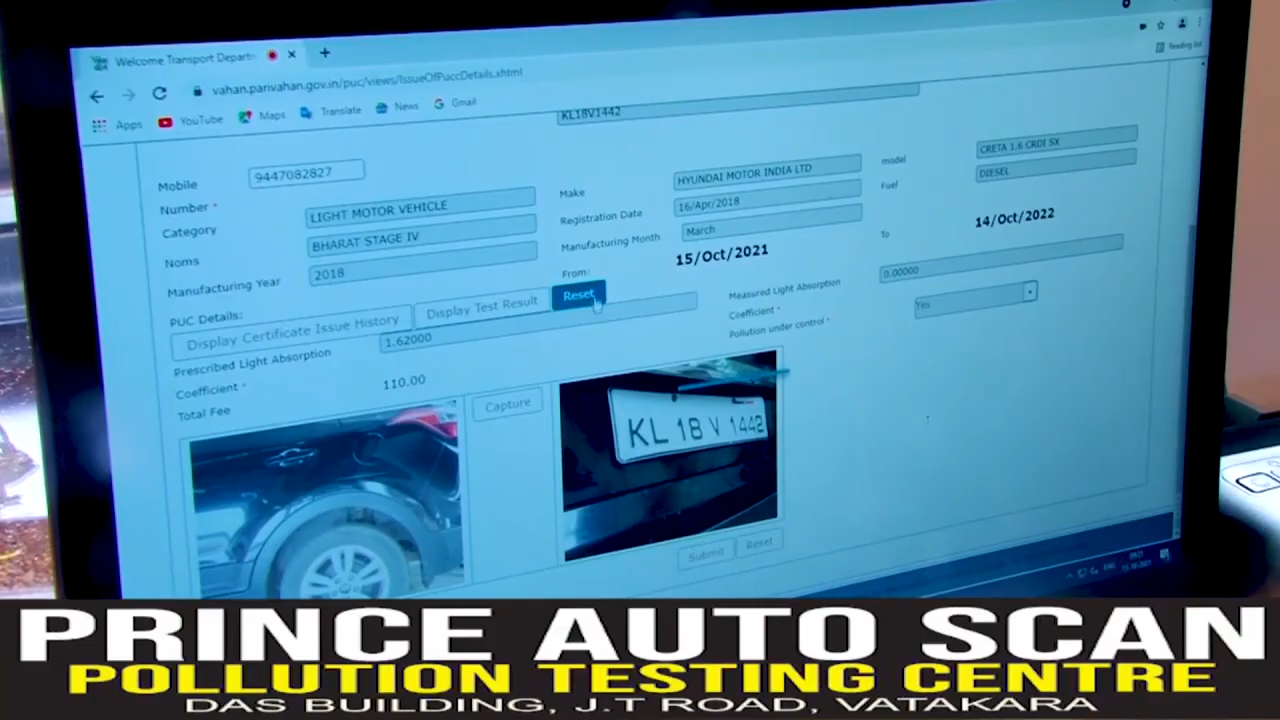 Welcome Transport Depart
vahan.parivahan.gov.in/puc/views/IssueOfPuccDetails.xhtml
Reading list
Apps YouTube Maps Translate News Gmail
KL18V1442
Mobile
Number *
9447082827
Make
HYUNDAI MOTOR INDIA LTD
model
CRETA 1.6 CRDI SX
Category
LIGHT MOTOR VEHICLE
Registration Date
16/Apr/2018
Fuel
DIESEL
Noms
BHARAT STAGE IV
Manufacturing Month
March
Manufacturing Year
2018
From:
15/Oct/2021
To
14/Oct/2022
PUC Details:
Display Certificate Issue History
Display Test Result
Reset
Prescribed Light Absorption
Coefficient *
1.62000
Measured Light Absorption
Coefficient *
0.00000
Total Fee
110.00
Pollution under control *
Yes
Capture
KL 18 V 1442
Submit
Reset
ENG
PRINCE AUTO SCAN
POLLUTION TESTING CENTRE
DAS BUILDING, J.T ROAD, VATAKARA